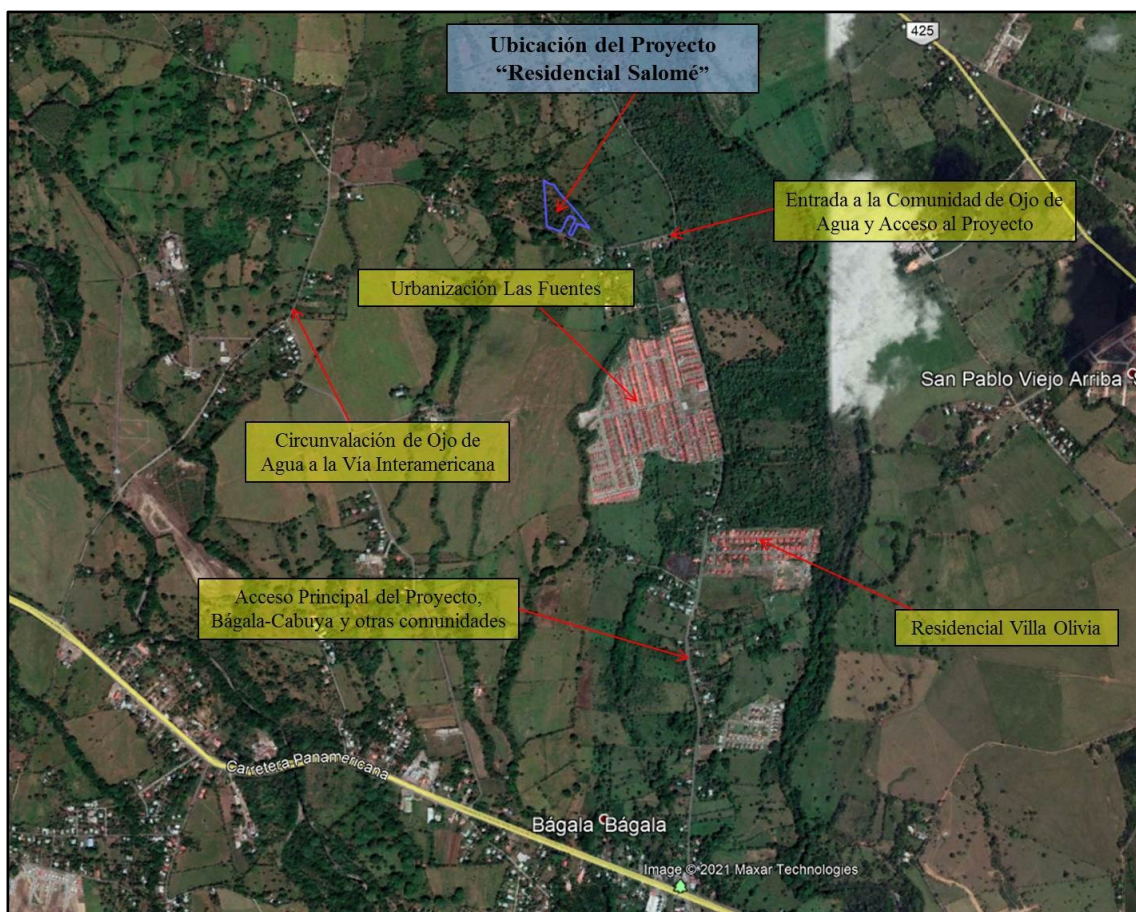 425
Ubicación del Proyecto
“Residencial Salomé”
Entrada a la Comunidad de Ojo de
Agua y Acceso al Proyecto
Urbanización Las Fuentes
San Pablo Viejo Arriba
Circunvalación de Ojo de
Agua a la Vía Interamericana
Acceso Principal del Proyecto,
Bágala-Cabuya y otras comunidades
Residencial Villa Olivia
Carretera Panamericana
Bágala Bágala
Image © 2021 Maxar Technologies